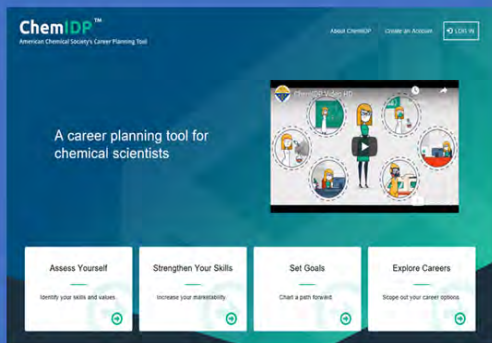 ChemIDP™
American Chemical Society's Career Planning Tool
About ChemIDP
Create an Account
LOG IN
ChemIDP Video HD
A career planning tool for
chemical scientists
Assess Yourself
Identify your skills and values.
Strengthen Your Skills
Increase your marketability.
Set Goals
Chart a path forward.
Explore Careers
Scope out your career options.